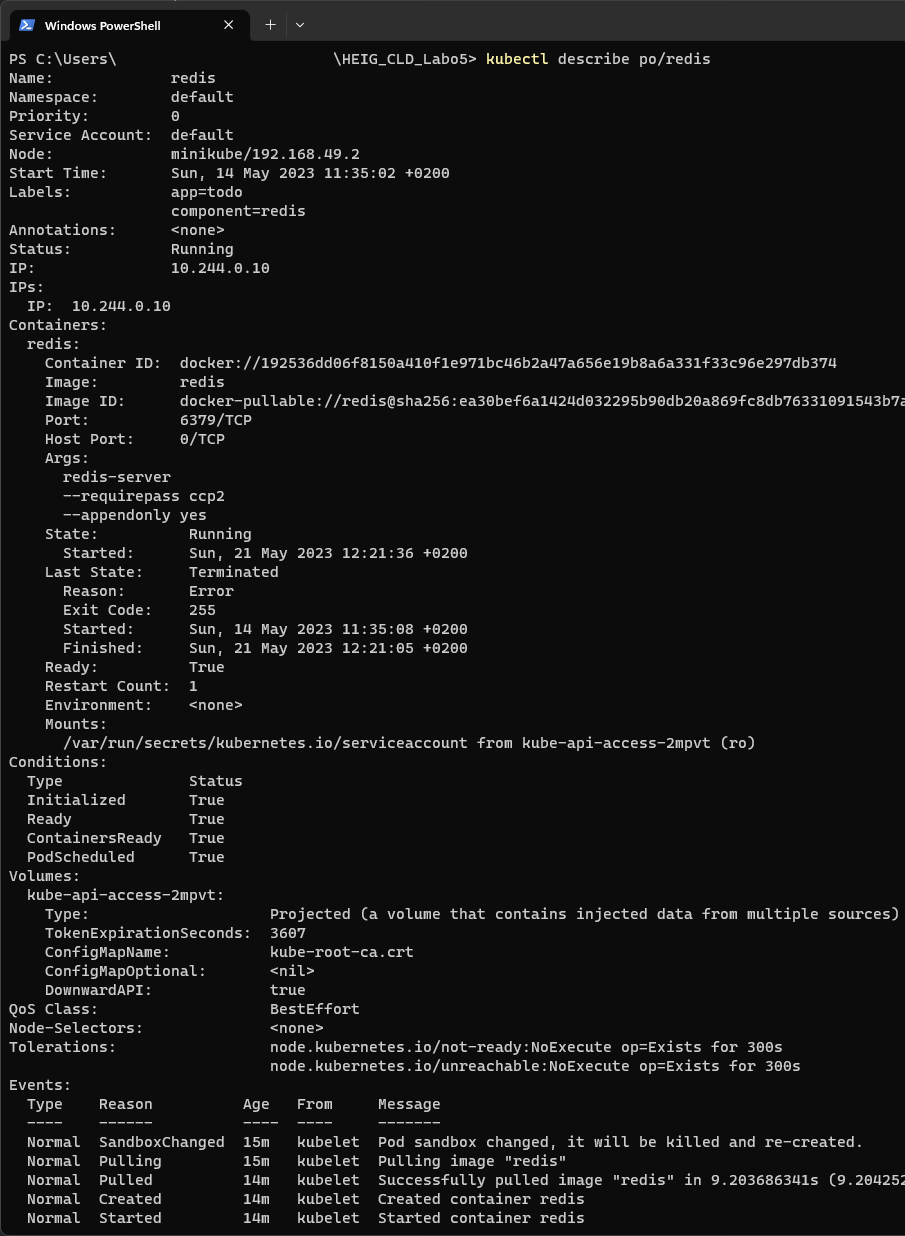 Windows PowerShell
PS C:\Users\ \HEIG_CLD_Labo5> kubectl describe po/redis
Name: redis
Namespace: default
Priority: 0
Service Account: default
Node: minikube/192.168.49.2
Start Time: Sun, 14 May 2023 11:35:02 +0200
Labels: app=todo
component=redis
Annotations: <none>
Status: Running
IP: 10.244.0.10
IPs:
IP: 10.244.0.10
Containers:
redis:
Container ID: docker://192536dd06f8150a410f1e971bc46b2a47a656e19b8a6a331f33c96e297db374
Image: redis
Image ID: docker-pullable://redis@sha256:ea30bef6a1424d032295b90db20a869fc8db76331091543b7a
Port: 6379/TCP
Host Port: 0/TCP
Args:
redis-server
--requirepass ccp2
--appendonly yes
State: Running
Started: Sun, 21 May 2023 12:21:36 +0200
Last State: Terminated
Reason: Error
Exit Code: 255
Started: Sun, 14 May 2023 11:35:08 +0200
Finished: Sun, 21 May 2023 12:21:05 +0200
Ready: True
Restart Count: 1
Environment: <none>
Mounts:
/var/run/secrets/kubernetes.io/serviceaccount from kube-api-access-2mpvt (ro)
Conditions:
Type Status
Initialized True
Ready True
ContainersReady True
PodScheduled True
Volumes:
kube-api-access-2mpvt:
Type: Projected (a volume that contains injected data from multiple sources)
TokenExpirationSeconds: 3607
ConfigMapName: kube-root-ca.crt
ConfigMapOptional: <nil>
DownwardAPI: true
QoS Class: BestEffort
Node-Selectors: <none>
Tolerations: node.kubernetes.io/not-ready:NoExecute op=Exists for 300s
node.kubernetes.io/unreachable:NoExecute op=Exists for 300s
Events:
Type Reason Age From Message
---- ------ ---- ---- -------
Normal SandboxChanged 15m kubelet Pod sandbox changed, it will be killed and re-created.
Normal Pulling 15m kubelet Pulling image "redis"
Normal Pulled 14m kubelet Successfully pulled image "redis" in 9.203686341s (9.204252
Normal Created 14m kubelet Created container redis
Normal Started 14m kubelet Started container redis